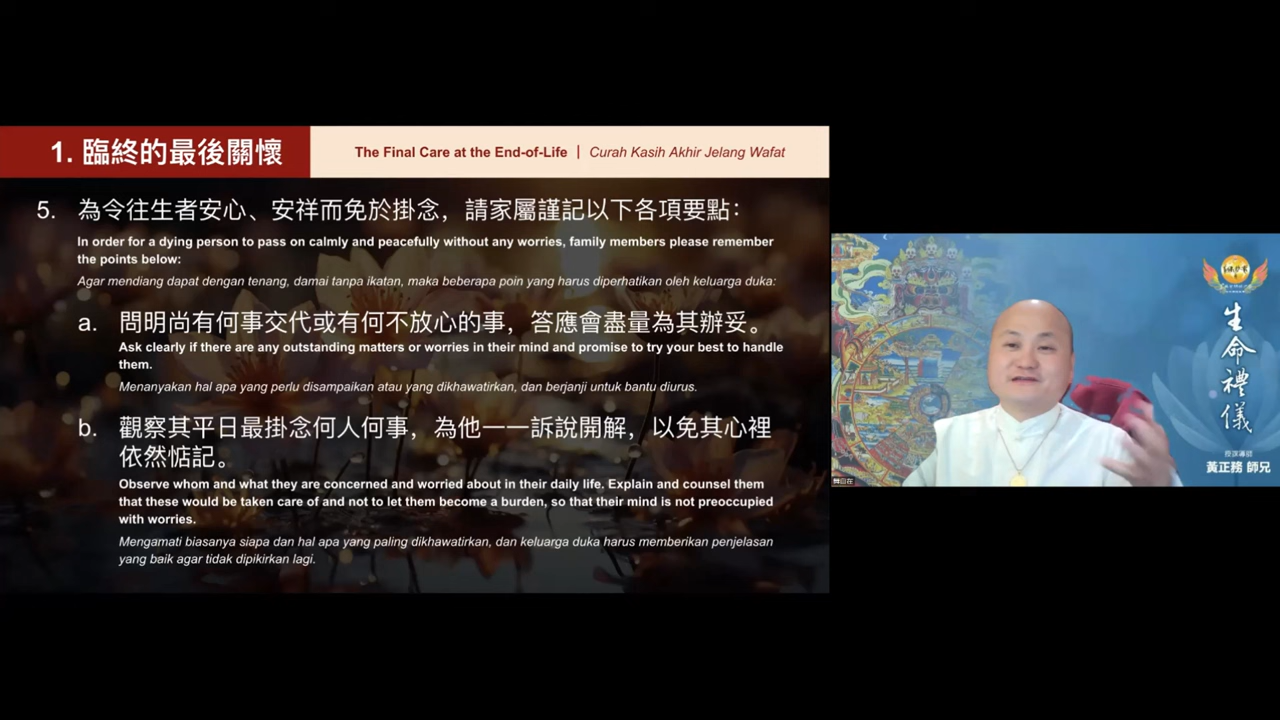 1. 臨終的最後關懷
The Final Care at the End-of-Life | Curah Kasih Akhir Jelang Wafat
5. 為令往生者安心、安祥而免於掛念，請家屬謹記以下各項要點：
In order for a dying person to pass on calmly and peacefully without any worries, family members please remember
the points below:
Agar mendiang dapat dengan tenang, damai tanpa ikatan, maka beberapa poin yang harus diperhatikan oleh keluarga duka:
a. 問明尚有何事交代或有何不放心的事，答應會盡量為其辦妥。
Ask clearly if there are any outstanding matters or worries in their mind and promise to try your best to handle
them.
Menanyakan hal apa yang perlu disampaikan atau yang dikhawatirkan, dan berjanji untuk bantu diurus.
b. 觀察其平日最掛念何人何事，為他一一訴說開解，以免其心裡
依然惦記。
Observe whom and what they are concerned and worried about in their daily life. Explain and counsel them
that these would be taken care of and not to let them become a burden, so that their mind is not preoccupied
with worries.
Mengamati biasanya siapa dan hal apa yang paling dikhawatirkan, dan keluarga duka harus memberikan penjelasan
yang baik agar tidak dipikirkan lagi.
生命禮儀
授課導師
黃正務 師兄